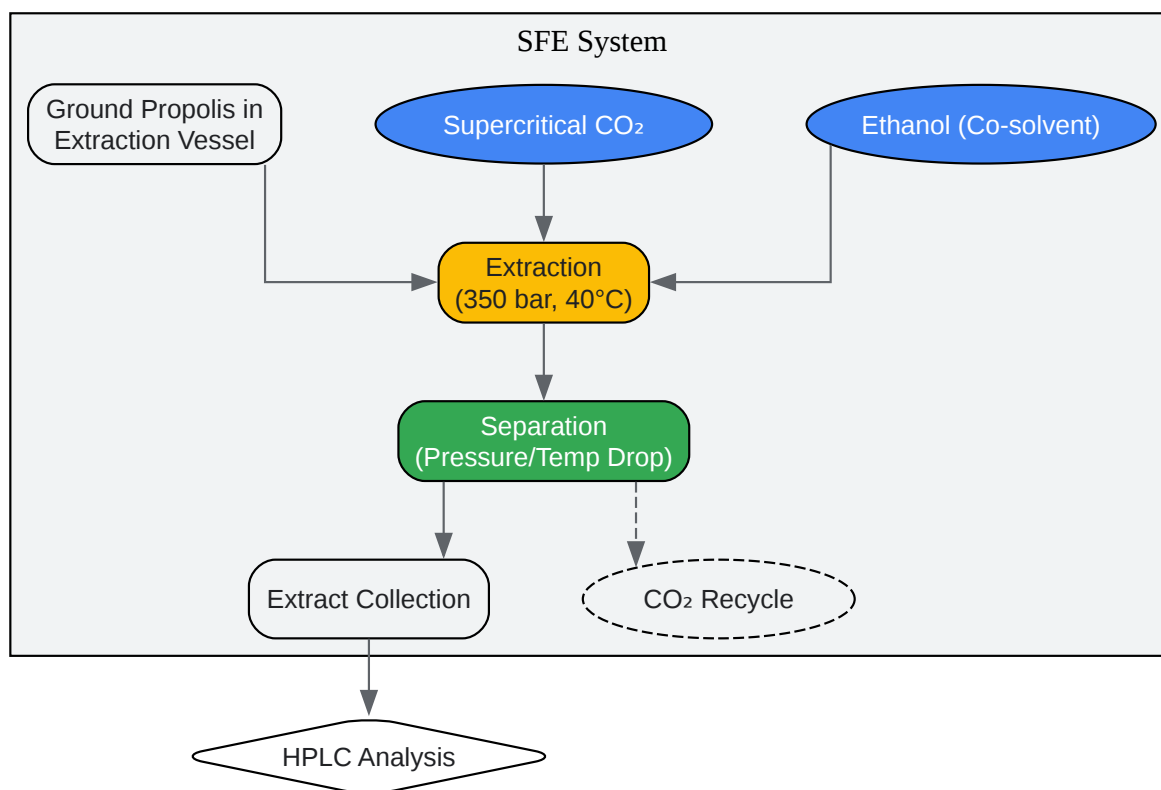 SFE System
Ground Propolis in
Extraction Vessel
Supercritical CO₂
Ethanol (Co-solvent)
Extraction
(350 bar, 40°C)
Separation
(Pressure/Temp Drop)
Extract Collection
CO₂ Recycle
HPLC Analysis